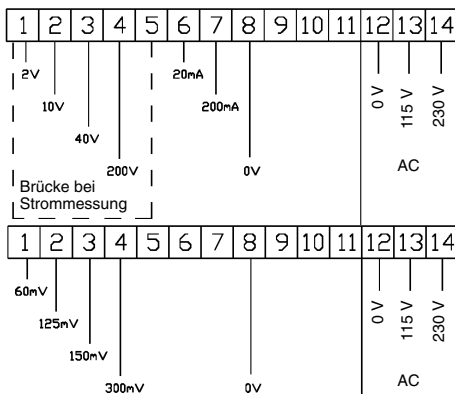 1 2 3 4 5 6 7 8 9 10 11 12 13 14
2V 20mA
10V 200mA
40V
200V 0V
0 V 115 V 230 V
AC
Brücke bei
Strommessung
1 2 3 4 5 6 7 8 9 10 11 12 13 14
60mV
125mV
150mV
300mV 0V
0 V 115 V 230 V
AC